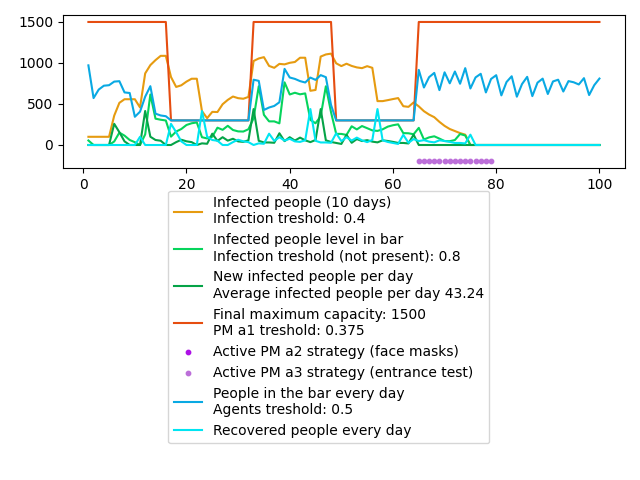 1500
1000
500
0
0 20 40 60 80 100
Infected people (10 days)
Infection treshold: 0.4
Infected people level in bar
Infection treshold (not present): 0.8
New infected people per day
Average infected people per day 43.24
Final maximum capacity: 1500
PM a1 treshold: 0.375
Active PM a2 strategy (face masks)
Active PM a3 strategy (entrance test)
People in the bar every day
Agents treshold: 0.5
Recovered people every day